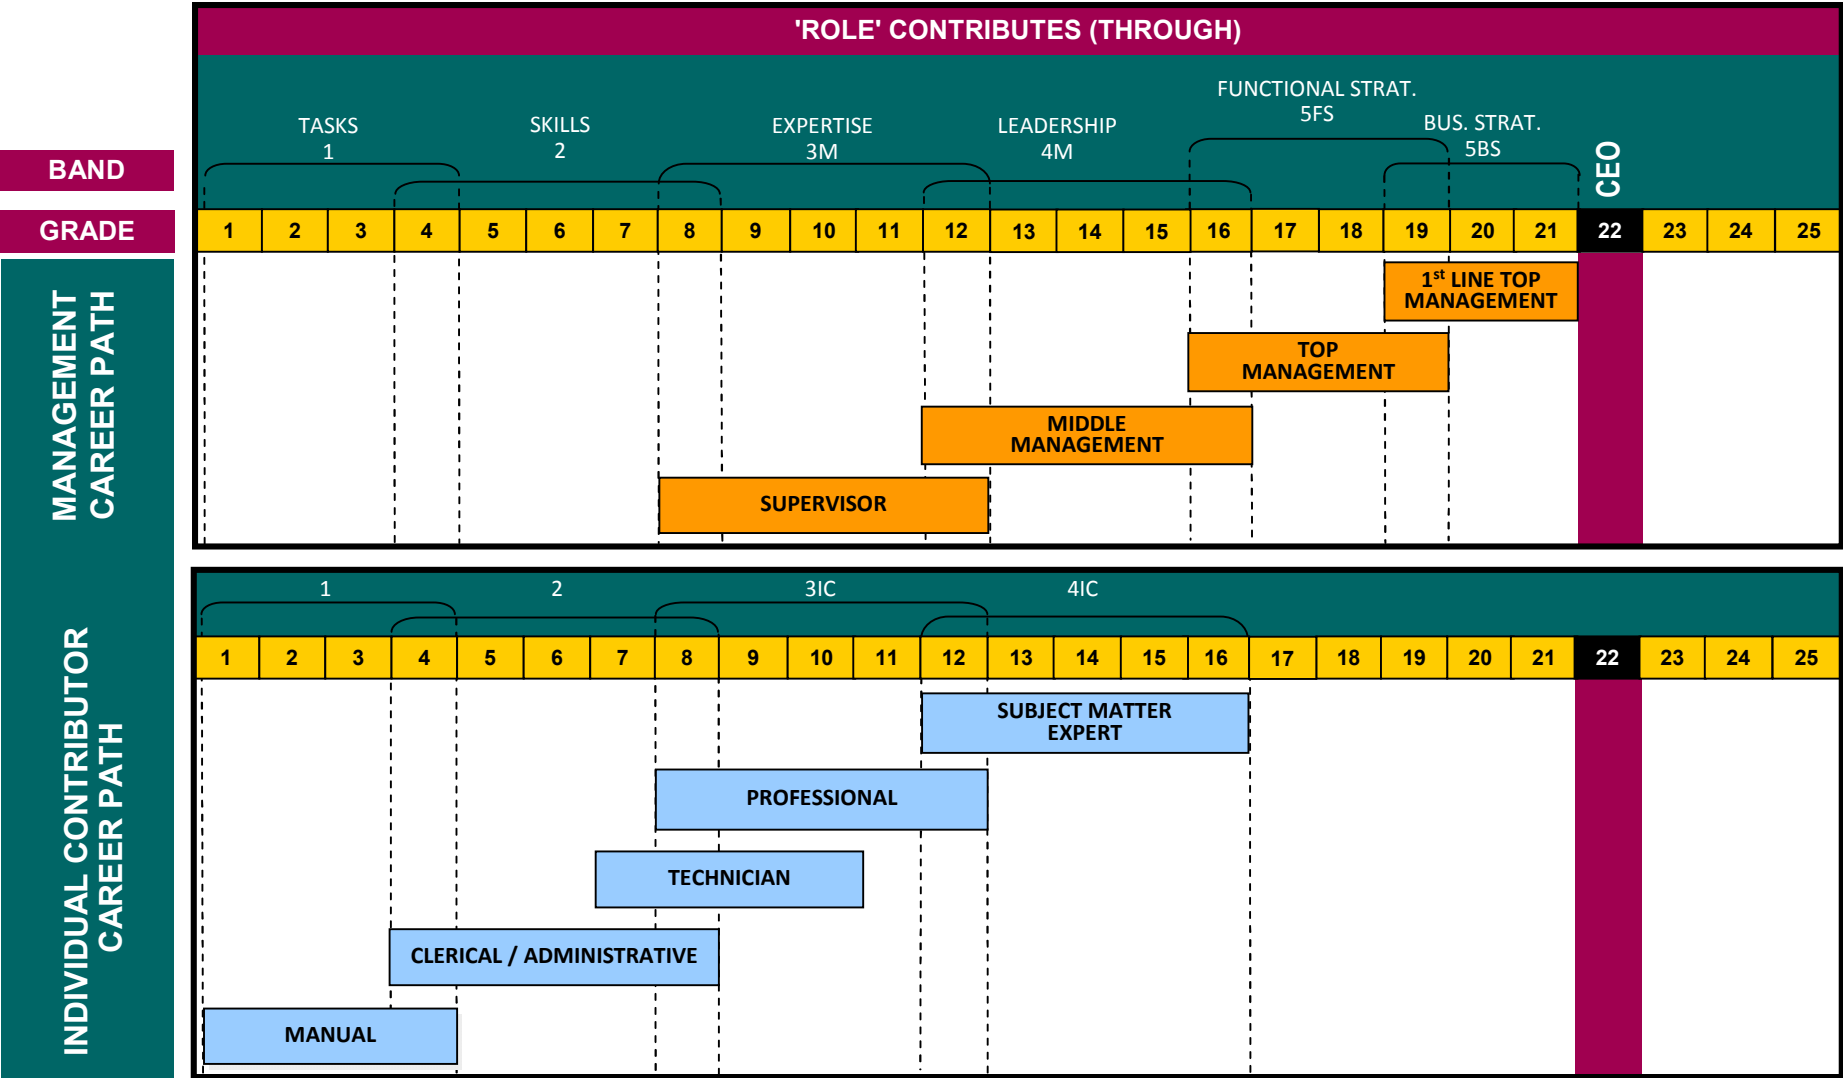 'ROLE' CONTRIBUTES (THROUGH)
FUNCTIONAL STRAT.
5FS
TASKS
1
SKILLS
2
EXPERTISE
3M
LEADERSHIP
4M
BUS. STRAT.
5BS
CEO
BAND
GRADE
1 2 3 4 5 6 7 8 9 10 11 12 13 14 15 16 17 18 19 20 21 22 23 24 25
MANAGEMENT
CAREER PATH
1st LINE TOP
MANAGEMENT
TOP
MANAGEMENT
MIDDLE
MANAGEMENT
SUPERVISOR
1 2 3IC 4IC
1 2 3 4 5 6 7 8 9 10 11 12 13 14 15 16 17 18 19 20 21 22 23 24 25
INDIVIDUAL CONTRIBUTOR
CAREER PATH
SUBJECT MATTER
EXPERT
PROFESSIONAL
TECHNICIAN
CLERICAL / ADMINISTRATIVE
MANUAL